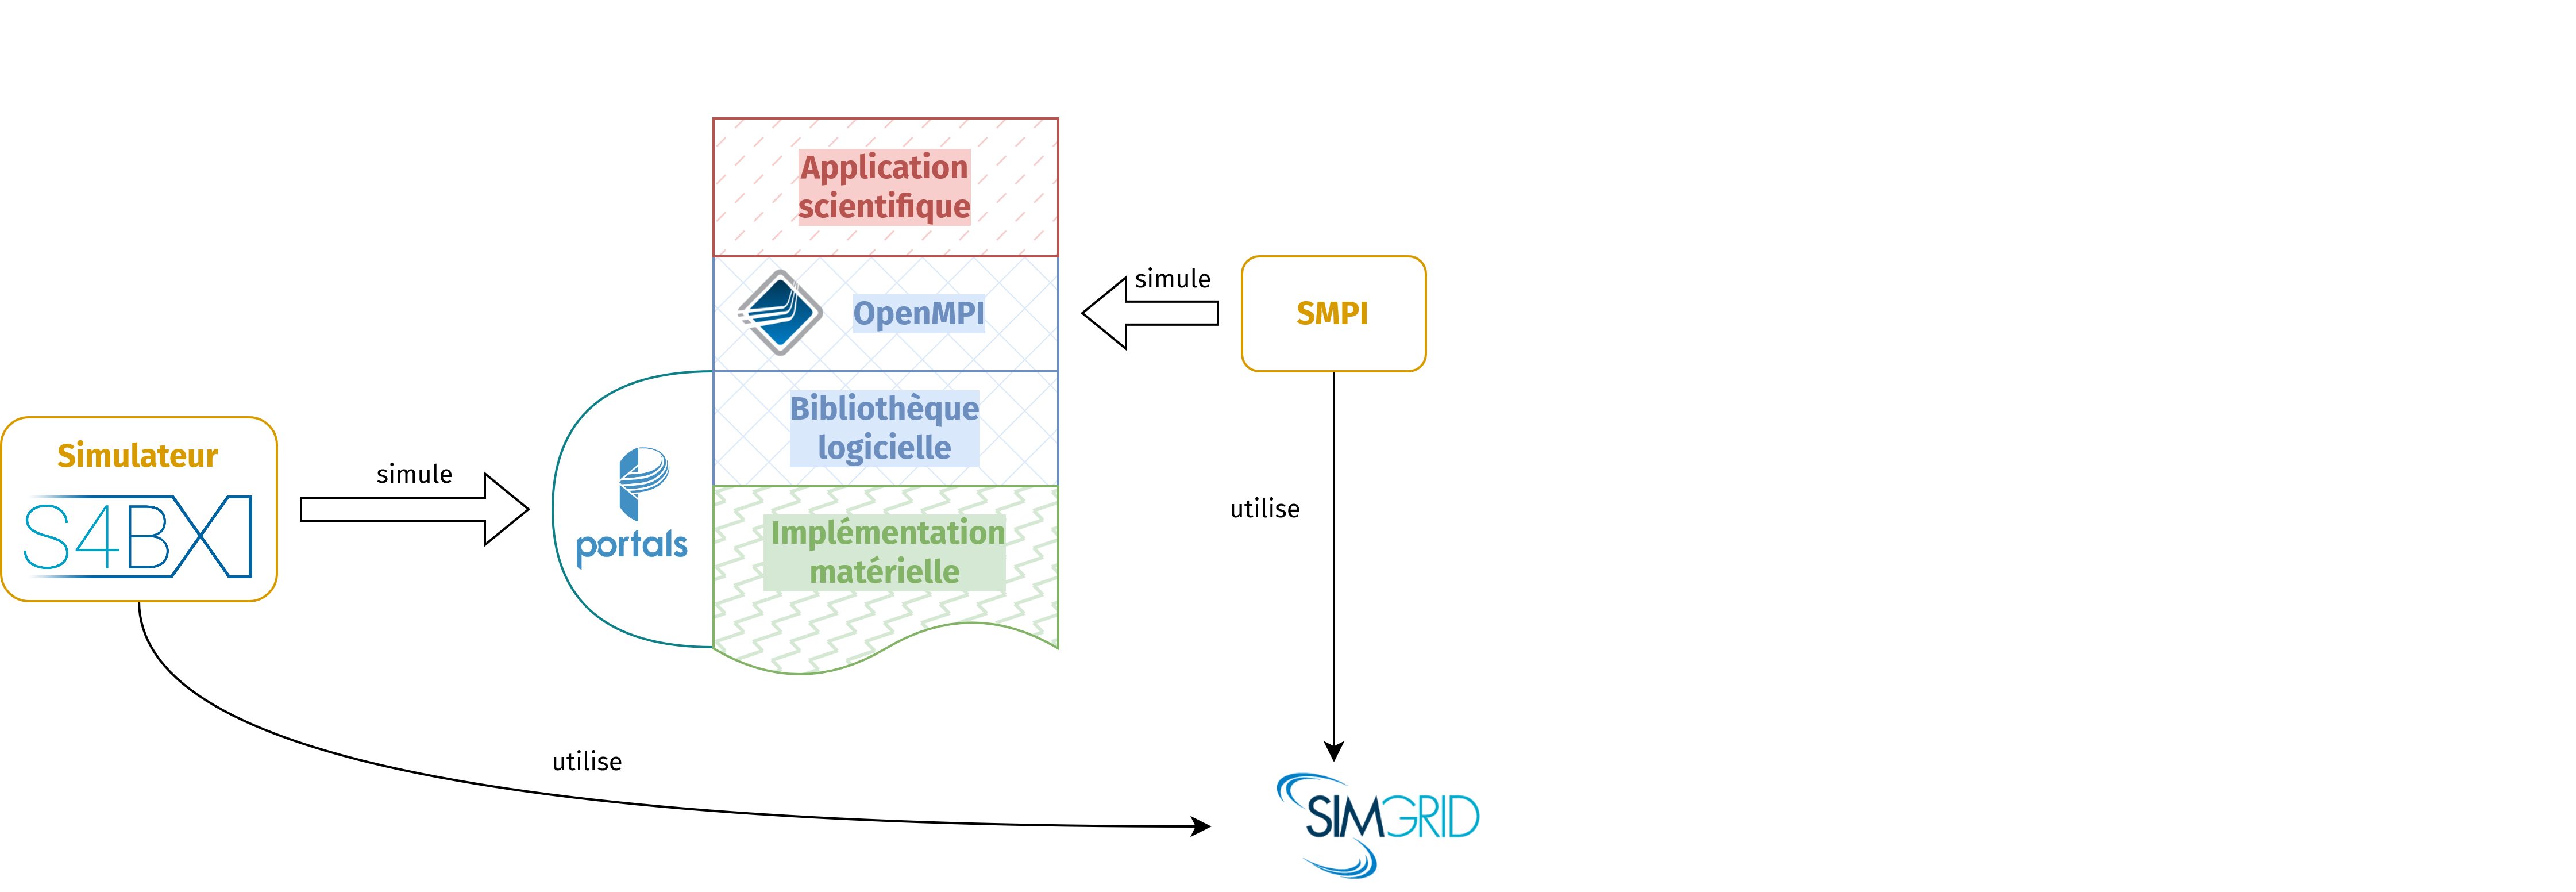 Application
scientifique
OpenMPI
simule
SMPI
Bibliothèque
logicielle
Simulateur
S4BXI
simule
portals
Implémentation
matérielle
utilise
utilise
SIMGRID